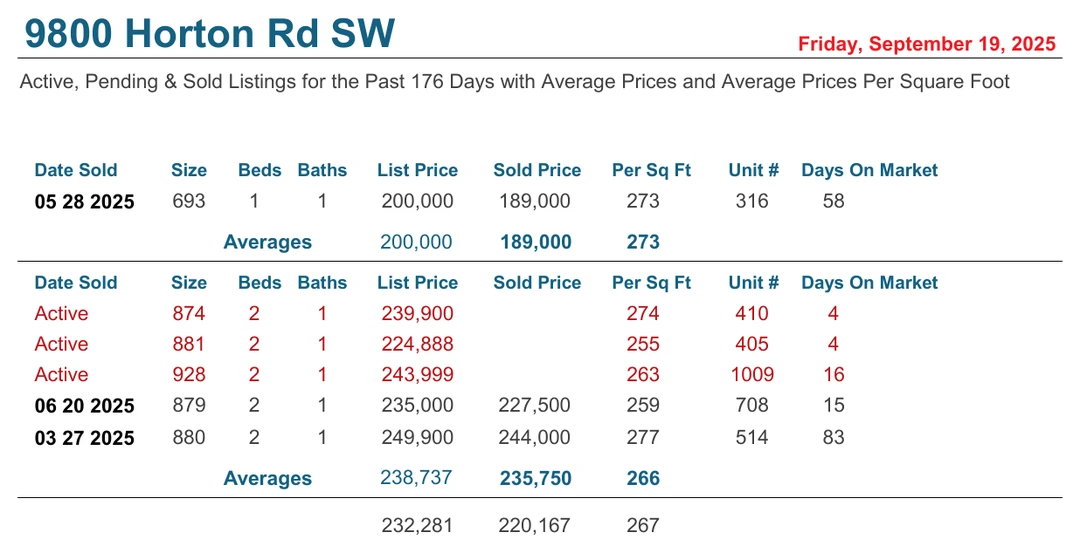 9800 Horton Rd SW
Friday, September 19, 2025
Active, Pending & Sold Listings for the Past 176 Days with Average Prices and Average Prices Per Square Foot
Date Sold Size Beds Baths List Price Sold Price Per Sq Ft Unit # Days On Market
05 28 2025 693 1 1 200,000 189,000 273 316 58
Averages 200,000 189,000 273
Date Sold Size Beds Baths List Price Sold Price Per Sq Ft Unit # Days On Market
Active 874 2 1 239,900 274 410 4
Active 881 2 1 224,888 255 405 4
Active 928 2 1 243,999 263 1009 16
06 20 2025 879 2 1 235,000 227,500 259 708 15
03 27 2025 880 2 1 249,900 244,000 277 514 83
Averages 238,737 235,750 266
232,281 220,167 267